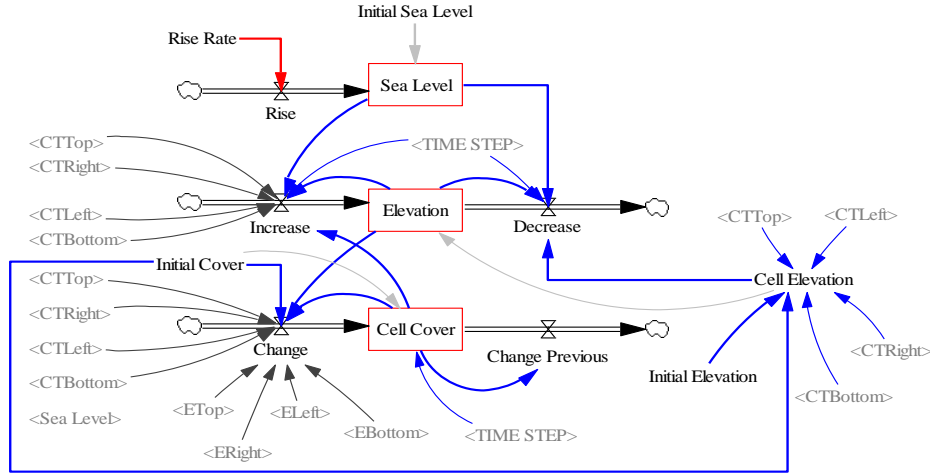 Initial Sea Level
Rise Rate
Sea Level
Rise
<CTTop>
<TIME STEP>
<CTRight>
<CTLeft>
Elevation
<CTTop>
<CTLeft>
Increase
Decrease
<CTBottom>
Initial Cover
<CTTop>
Cell Elevation
<CTRight>
Cell Cover
<CTLeft>
Change
Change Previous
<CTRight>
<CTBottom>
Initial Elevation
<CTBottom>
<ETop>
<ELeft>
<Sea Level>
<EBottom>
<TIME STEP>
<ERight>